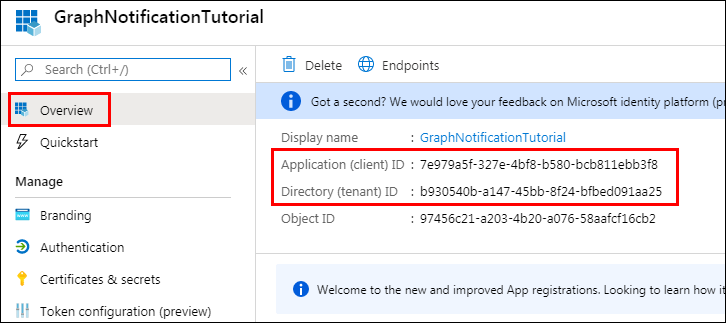 GraphNotificationTutorial
Search (Ctrl+/)
«
Overview
Quickstart
Manage
Branding
Authentication
Certificates & secrets
Token configuration (preview)
Delete
Endpoints
Got a second? We would love your feedback on Microsoft identity platform (pr
Display name : GraphNotificationTutorial
Application (client) ID : 7e979a5f-327e-4bf8-b580-bcb811ebb3f8
Directory (tenant) ID : b930540b-a147-45bb-8f24-bfbed091aa25
Object ID : 97456c21-a203-4b20-a076-58aafcf16cb2
Welcome to the new and improved App registrations. Looking to learn how it